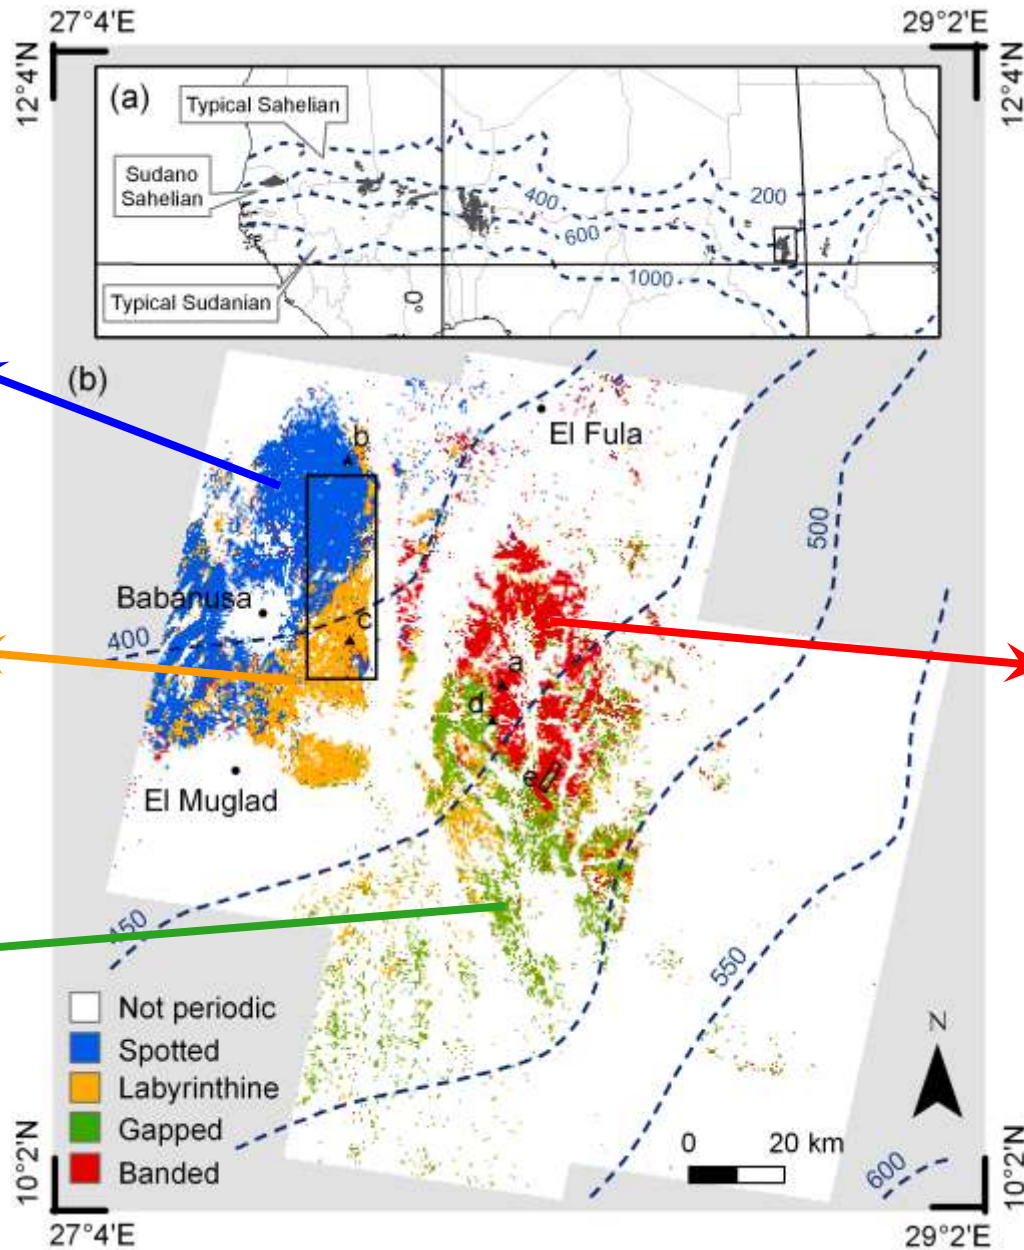 27°4'E
29°2'E
12°4'N
12°4'N
(a)
Typical Sahelian
Sudano
Sahelian
Typical Sudanian
200
400
600
1000
0°
(b)
b
El Fula
500
Babanusa
400
c
a
d
e
El Muglad
450
550
Not periodic
Spotted
Labyrinthine
Gapped
Banded
N
0 20 km
600
10°2'N
10°2'N
27°4'E
29°2'E